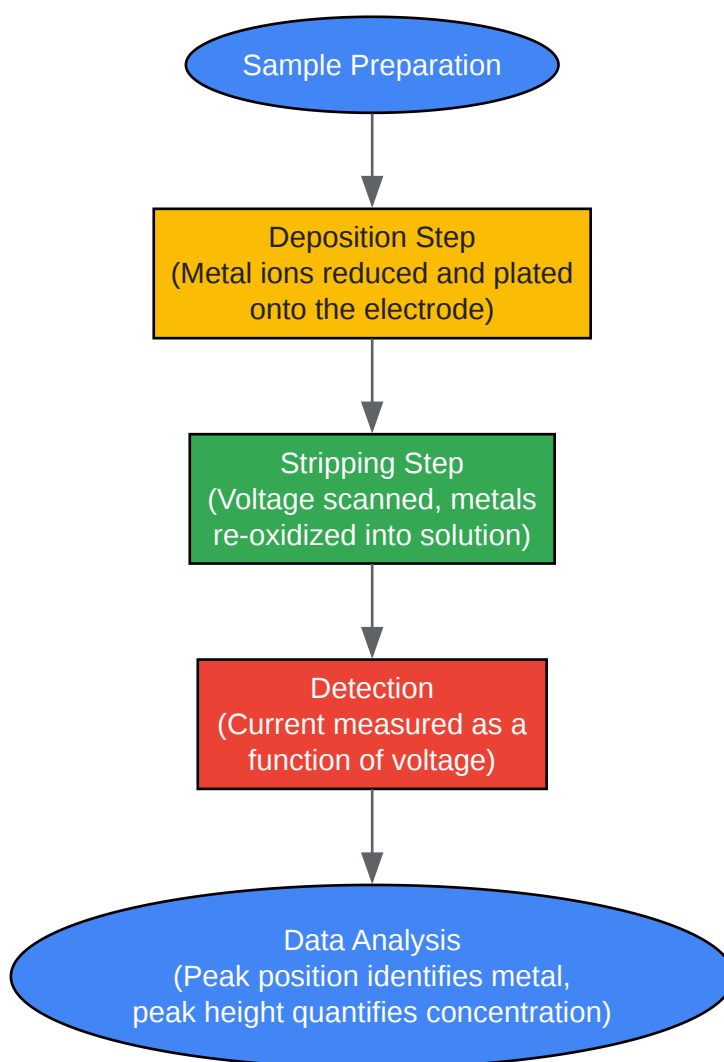 Sample Preparation
Deposition Step
(Metal ions reduced and plated
onto the electrode)
Stripping Step
(Voltage scanned, metals
re-oxidized into solution)
Detection
(Current measured as a
function of voltage)
Data Analysis
(Peak position identifies metal,
peak height quantifies concentration)